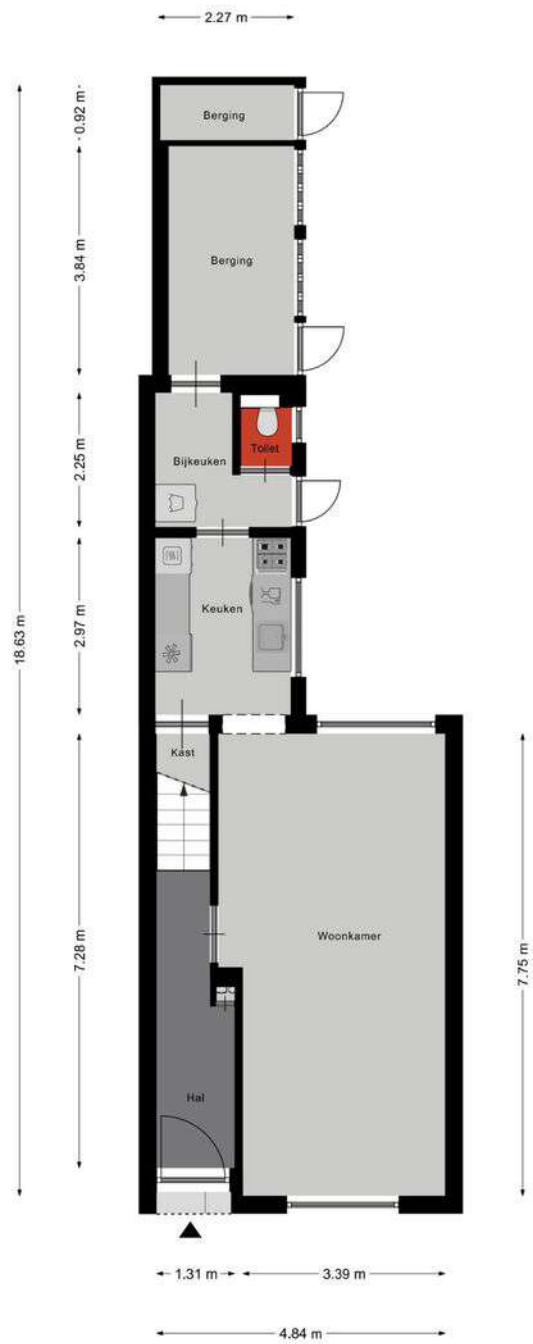 2.27 m
0.92 m
Berging
3.84 m
Berging
2.25 m
Toilet
Bijkeuken
18.63 m
2.97 m
Keuken
Kast
7.28 m
Woonkamer
7.75 m
Hal
1.31 m
3.39 m
4.84 m